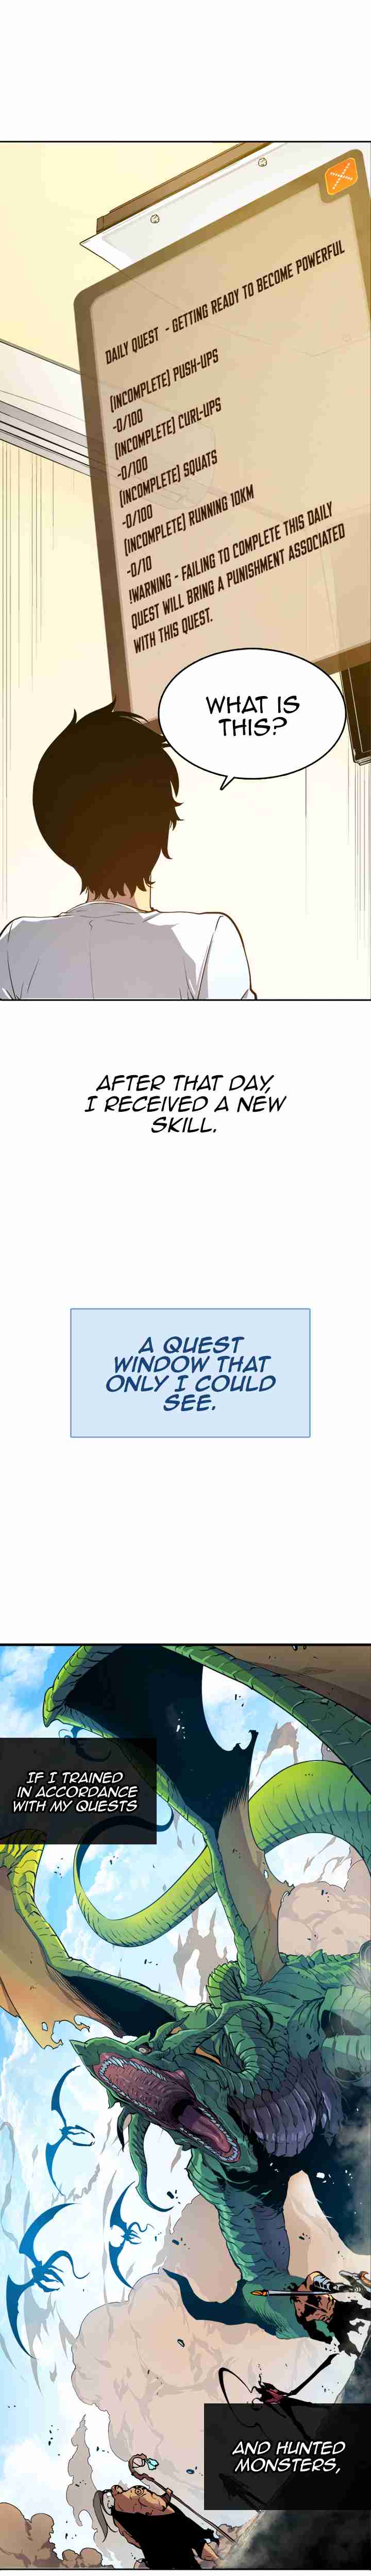 DAILY QUEST - GETTING READY TO BECOME POWERFUL
(INCOMPLETE) PUSH-UPS
-0/100
(INCOMPLETE) CURL-UPS
-0/100
(INCOMPLETE) SQUATS
-0/100
(INCOMPLETE) RUNNING 10KM
-0/10
!WARNING - FAILING TO COMPLETE THIS DAILY
QUEST WILL BRING A PUNISHMENT ASSOCIATED
WITH THIS QUEST.
WHAT IS
THIS?
AFTER THAT DAY,
I RECEIVED A NEW
SKILL.
A QUEST
WINDOW THAT
ONLY I COULD
SEE.
IF I TRAINED
IN ACCORDANCE
WITH MY QUESTS
AND HUNTED
MONSTERS,